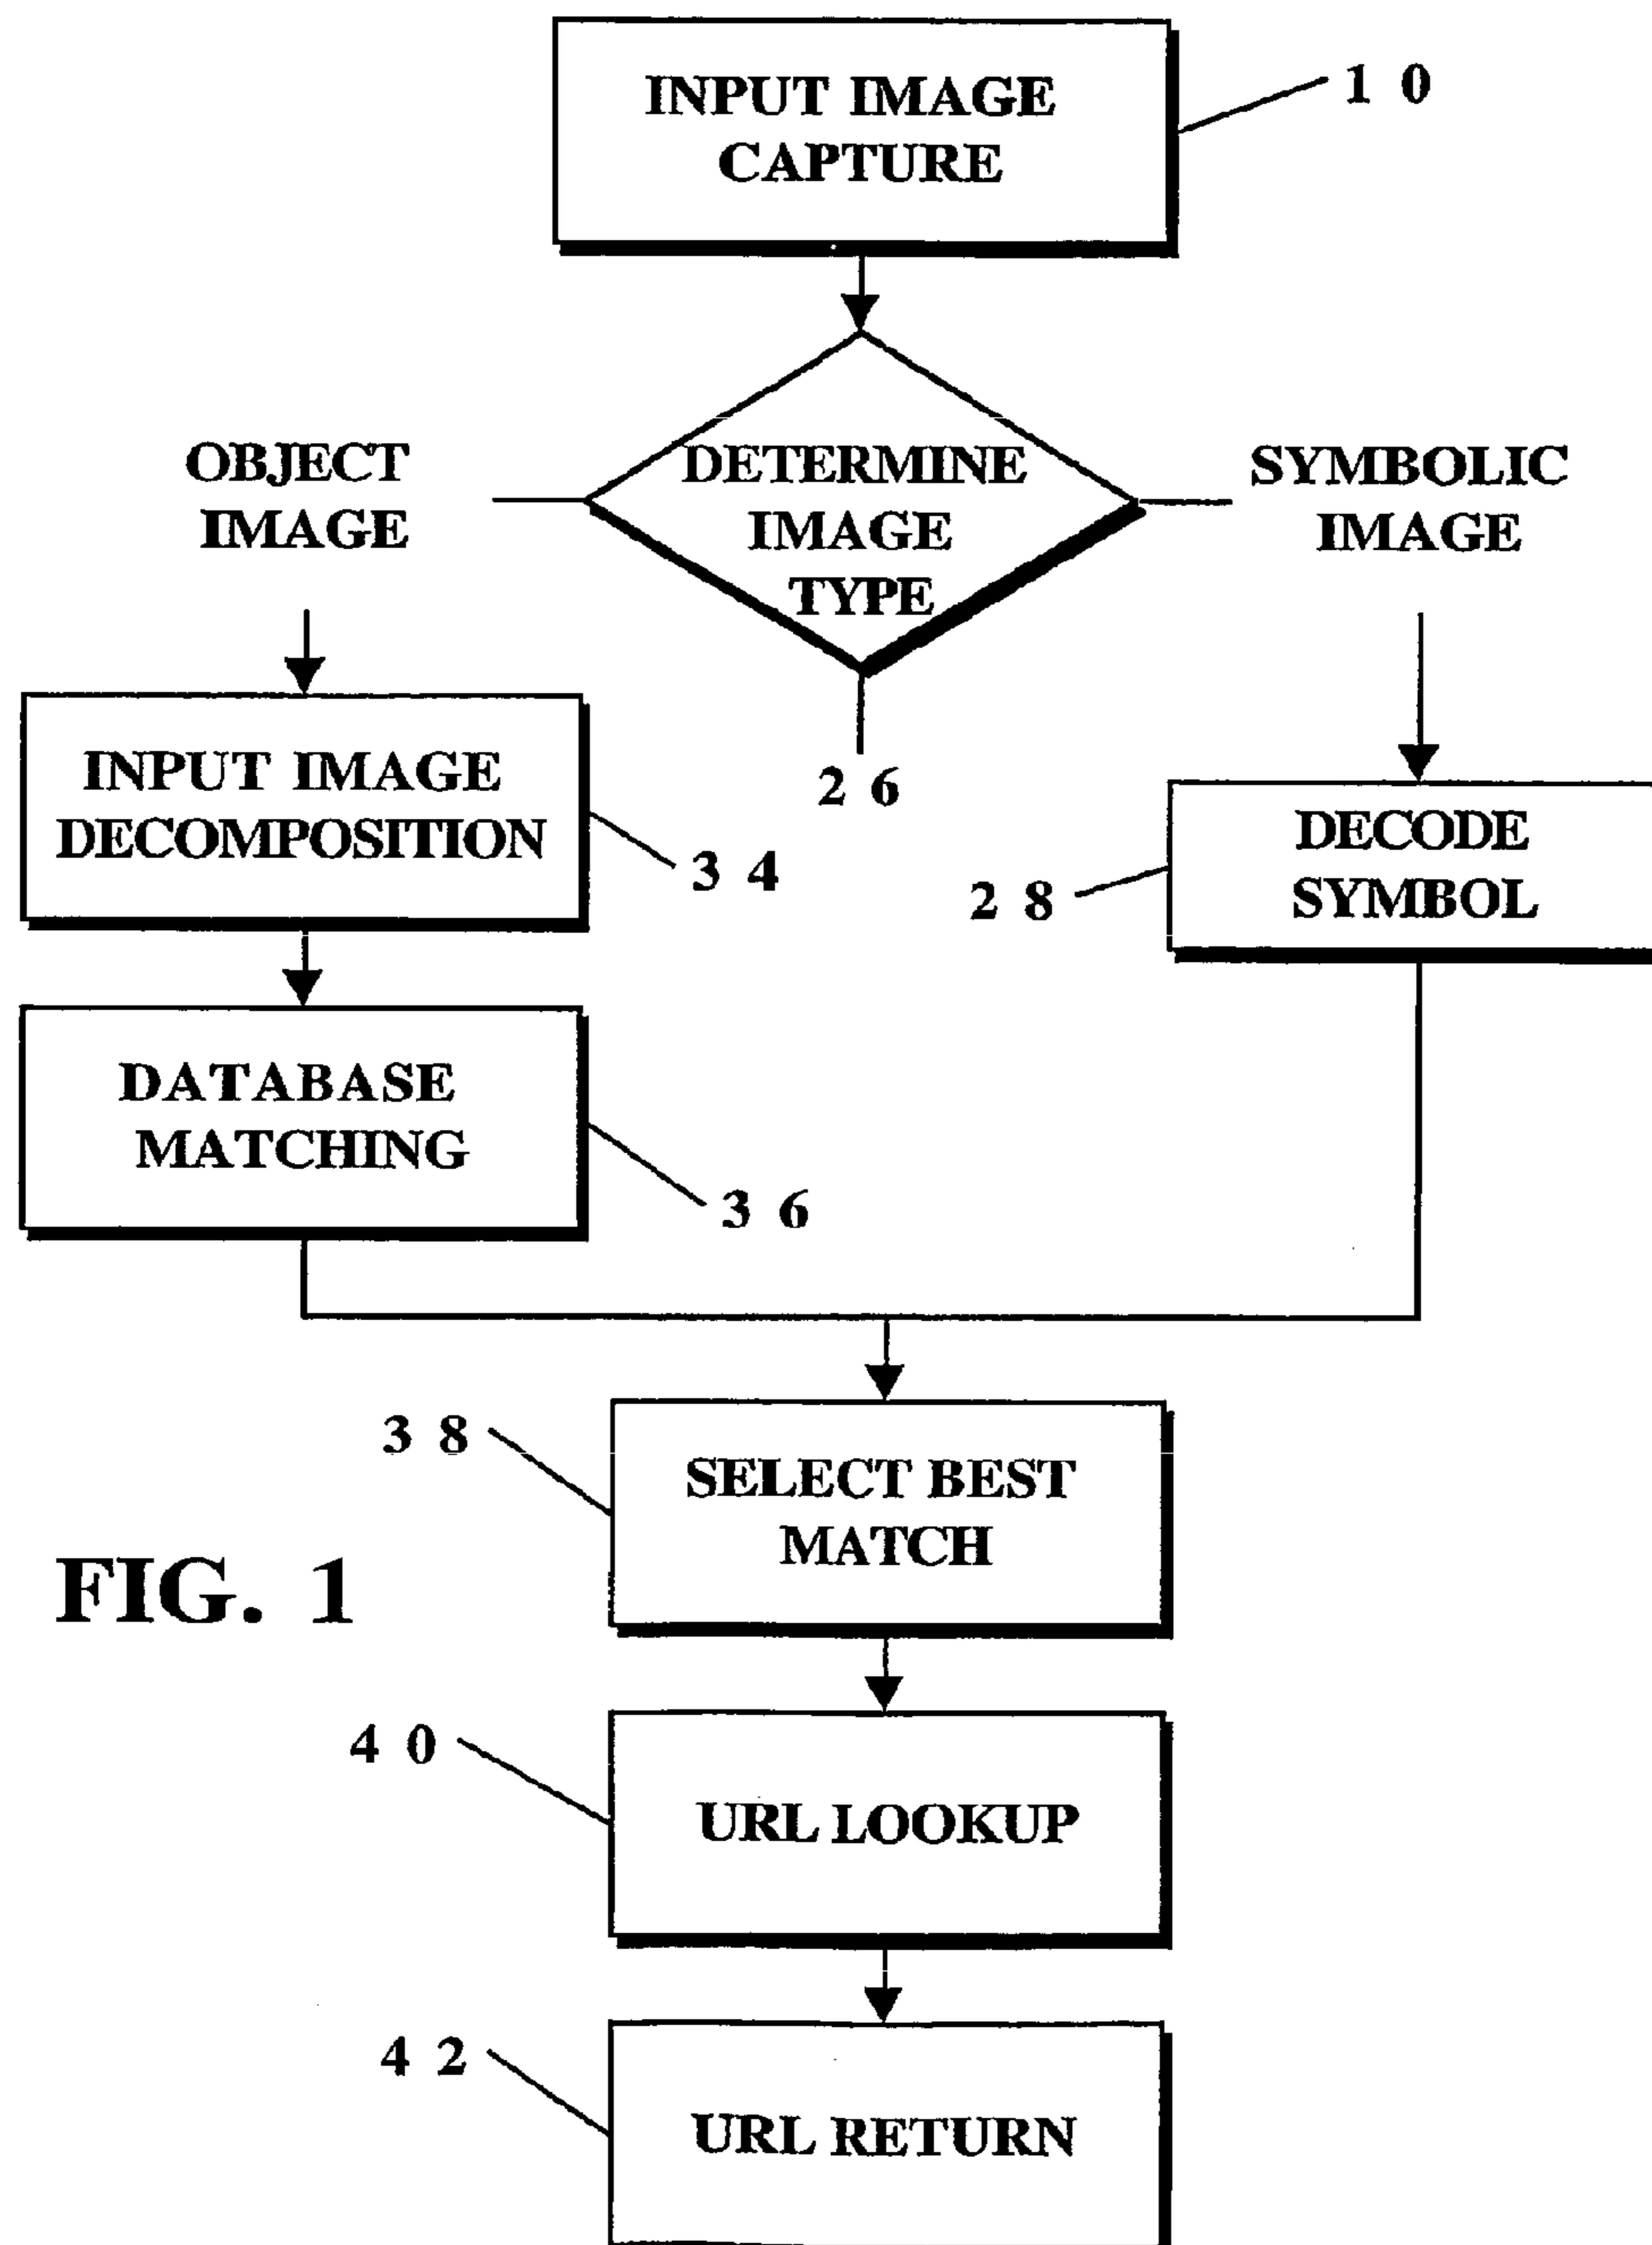 INPUT IMAGE
CAPTURE
1 0
OBJECT
IMAGE
DETERMINE
IMAGE
TYPE
SYMBOLIC
IMAGE
2 6
INPUT IMAGE
DECOMPOSITION
3 4
2 8
DECODE
SYMBOL
DATABASE
MATCHING
3 6
3 8
SELECT BEST
MATCH
FIG. 1
4 0
URL LOOKUP
4 2
URL RETURN